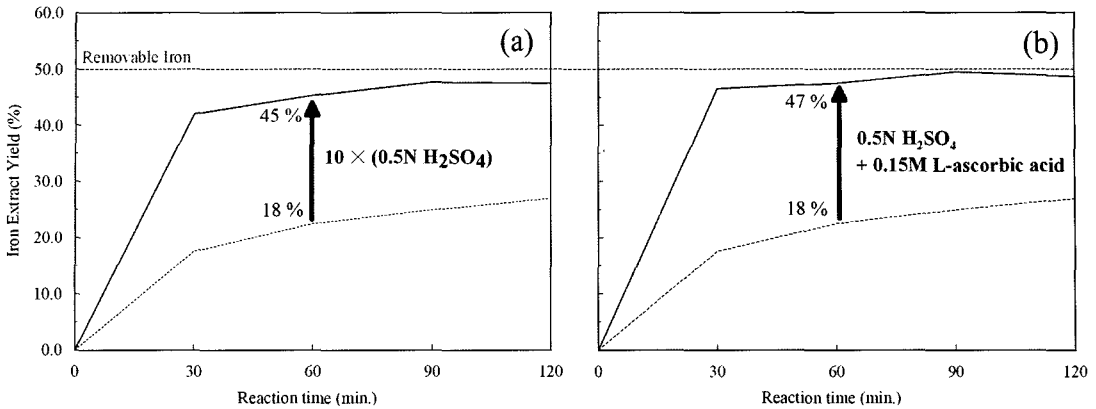 60.0
50.0
40.0
30.0
20.0
10.0
0.0
Iron Extract Yield (%)
Removable Iron
(a)
45 %
10 × (0.5N H2SO4)
18 %
0
30
60
90
120
Reaction time (min.)
(b)
47 %
0.5N H2SO4
+ 0.15M L-ascorbic acid
18 %
0
30
60
90
120
Reaction time (min.)